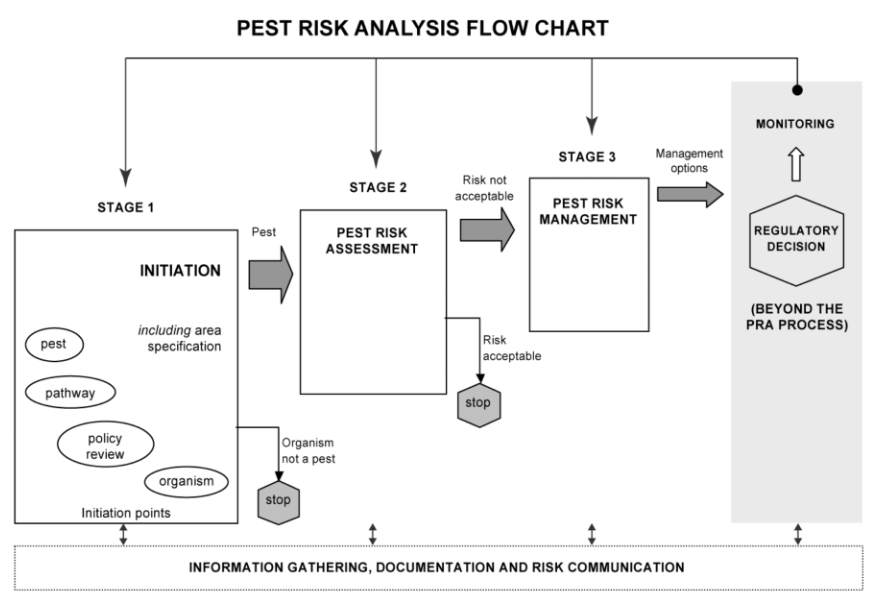 PEST RISK ANALYSIS FLOW CHART
STAGE 1
INITIATION
including area
specification
pest
pathway
policy
review
organism
Initiation points
Pest
Organism
not a pest
stop
STAGE 2
PEST RISK
ASSESSMENT
Risk not
acceptable
Risk
acceptable
stop
STAGE 3
PEST RISK
MANAGEMENT
Management
options
MONITORING
REGULATORY
DECISION
(BEYOND THE
PRA PROCESS)
INFORMATION GATHERING, DOCUMENTATION AND RISK COMMUNICATION